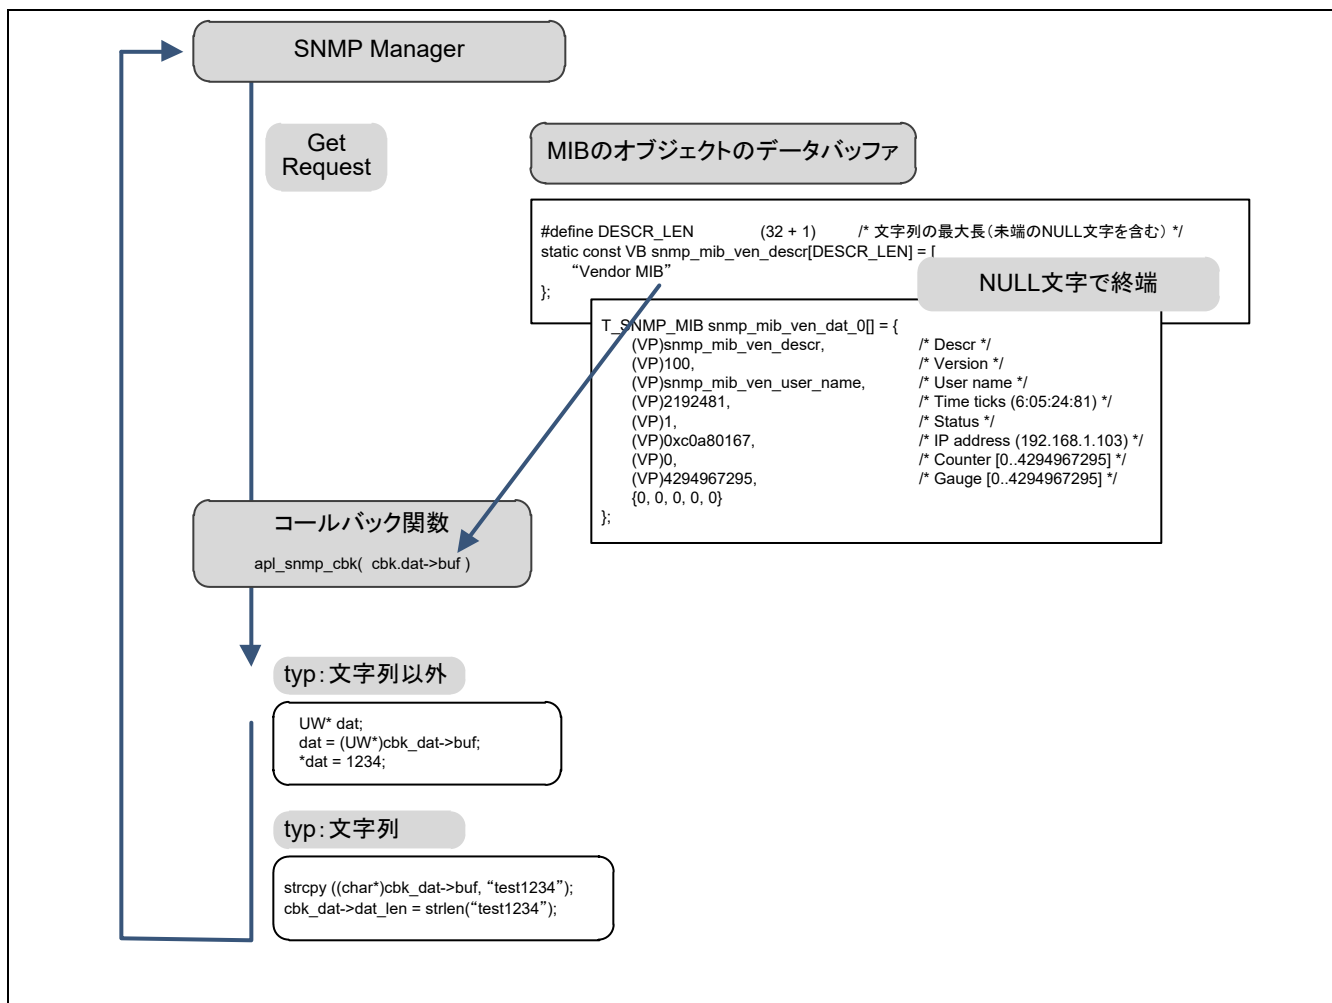 SNMP Manager
Get
Request
MIBのオブジェクトのデータバッファ
#define DESCR_LEN (32 + 1) /* 文字列の最大長（未端のNULL文字を含む） */
static const VB snmp_mib_ven_descr[DESCR_LEN] = [
“Vendor MIB”
};
NULL文字で終端
T_SNMP_MIB snmp_mib_ven_dat_0[] = {
(VP)snmp_mib_ven_descr, /* Descr */
(VP)100, /* Version */
(VP)snmp_mib_ven_user_name, /* User name */
(VP)2192481, /* Time ticks (6:05:24:81) */
(VP)1, /* Status */
(VP)0xc0a80167, /* IP address (192.168.1.103) */
(VP)0, /* Counter [0..4294967295] */
(VP)4294967295, /* Gauge [0..4294967295] */
{0, 0, 0, 0, 0}
};
コールバック関数
apl_snmp_cbk( cbk.dat->buf )
typ：文字列以外
UW* dat;
dat = (UW*)cbk_dat->buf;
*dat = 1234;
typ：文字列
strcpy ((char*)cbk_dat->buf, “test1234”);
cbk_dat->dat_len = strlen(“test1234”);